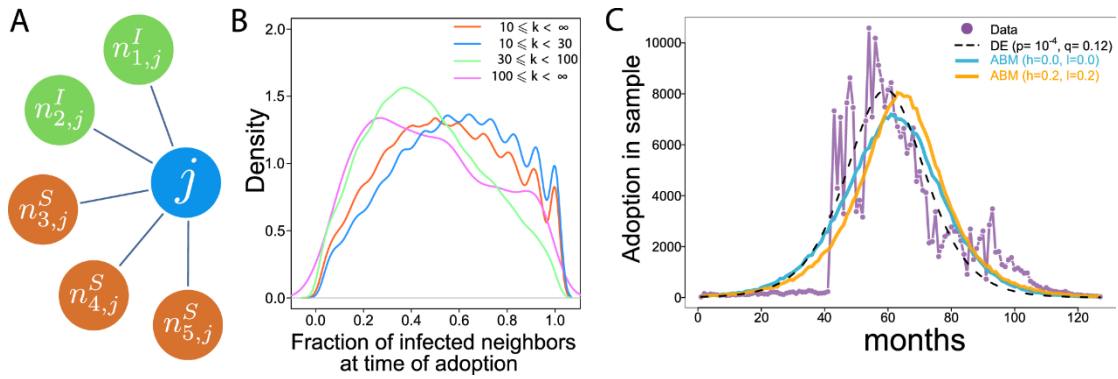 A
n^I_{1,j}
n^I_{2,j}
j
n^S_{3,j}
n^S_{4,j}
n^S_{5,j}
B
2.0
1.5
1.0
0.5
0.0
Density
10 ⩽ k < ∞
10 ⩽ k < 30
30 ⩽ k < 100
100 ⩽ k < ∞
0.0 0.2 0.4 0.6 0.8 1.0
Fraction of infected neighbors
at time of adoption
C
10000
8000
6000
4000
2000
0
Adoption in sample
Data
DE (p= 10^-4, q= 0.12)
ABM (h=0.0, l=0.0)
ABM (h=0.2, l=0.2)
0 20 40 60 80 100 120
months